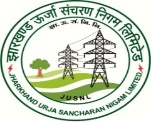 झारखण्ड ऊर्जा संचरण निगम लिमिटेड
झा. ऊ. सं. नि. लि.
JUSNL
JHARKHAND URJA SANCHARAN NIGAM LIMITED